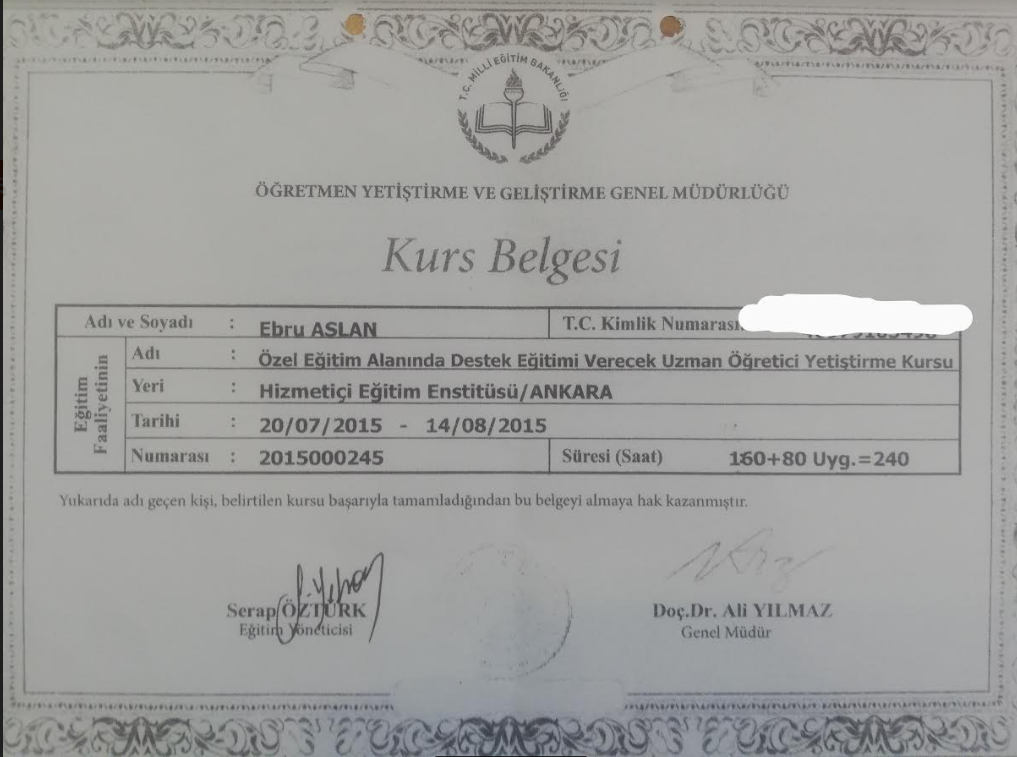 T.C. MİLLİ EĞİTİM BAKANLIĞI
ÖĞRETMEN YETİŞTİRME VE GELİŞTİRME GENEL MÜDÜRLÜĞÜ
Kurs Belgesi
Adı ve Soyadı : Ebru ASLAN T.C. Kimlik Numarası
Eğitim Faaliyetinin
Adı : Özel Eğitim Alanında Destek Eğitimi Verecek Uzman Öğretici Yetiştirme Kursu
Yeri : Hizmetiçi Eğitim Enstitüsü/ANKARA
Tarihi : 20/07/2015 - 14/08/2015
Numarası : 2015000245 Süresi (Saat) 160+80 Uyg.=240
Yukarıda adı geçen kişi, belirtilen kursu başarıyla tamamladığından bu belgeyi almaya hak kazanmıştır.
Serap ÖZTÜRK Doç.Dr. Ali YILMAZ
Eğitim Yöneticisi Genel Müdür